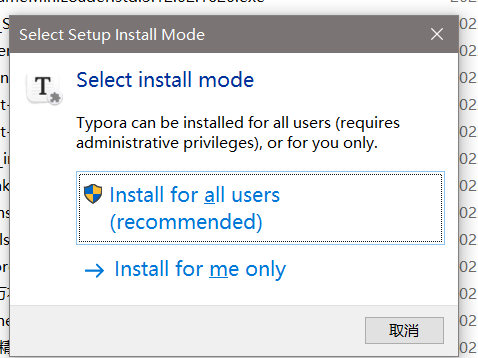 Select Setup Install Mode
Select install mode
Typora can be installed for all users (requires
administrative privileges), or for you only.
Install for all users
(recommended)
Install for me only
取消